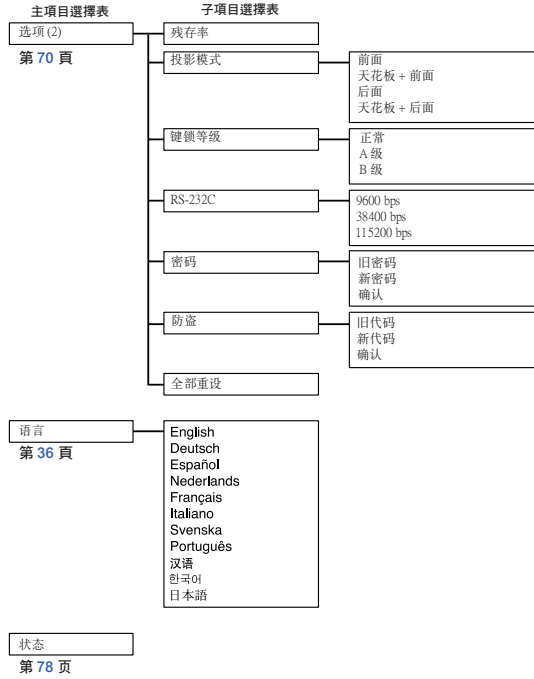 主項目選擇表
子項目選擇表
选项 (2)
第 70 頁
残存率
投影模式
前面
天花板 + 前面
后面
天花板 + 后面
键锁等级
正常
A 级
B 级
RS-232C
9600 bps
38400 bps
115200 bps
密码
旧密码
新密码
确认
防盗
旧代码
新代码
确认
全部重设
语言
第 36 頁
English
Deutsch
Español
Nederlands
Français
Italiano
Svenska
Português
汉语
한국어
日本語
状态
第 78 页